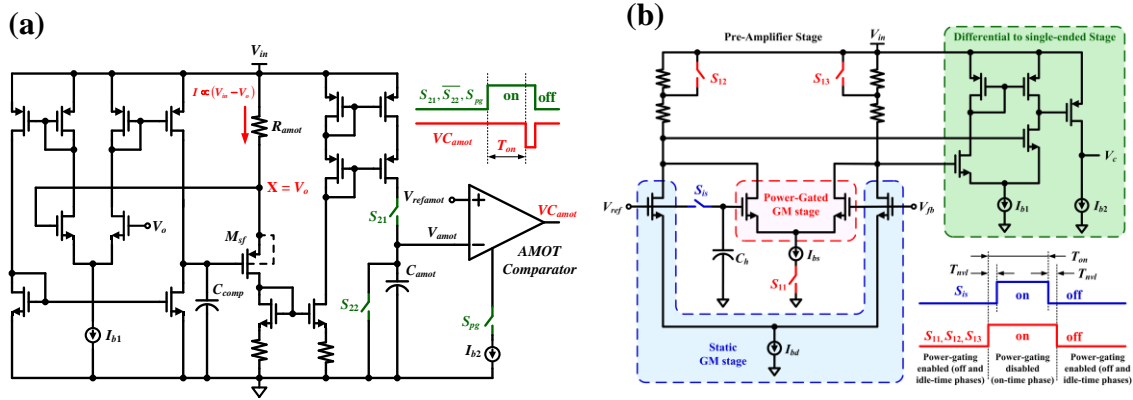 (a)
V_in
I ∝ (V_in − V_o)
R_amot
X = V_o
V_o
M_sf
C_comp
I_b1
S_21, \overline{S_22}, S_pg
on
off
VC_amot
T_on
V_refamot
S_21
V_amot
VC_amot
AMOT
Comparator
C_amot
S_22
S_pg
I_b2
(b)
Pre-Amplifier Stage
V_in
Differential to single-ended Stage
S_12
S_13
V_c
Power-Gated
GM stage
V_ref
S_is
V_fb
I_b1
I_b2
C_h
I_bs
S_11
Static
GM stage
I_bd
T_on
T_nvl
T_nvl
S_is
on
off
S_11, S_12, S_13
on
off
Power-gating
enabled (off and
idle-time phases)
Power-gating
disabled
(on-time phase)
Power-gating
enabled (off and
idle-time phases)